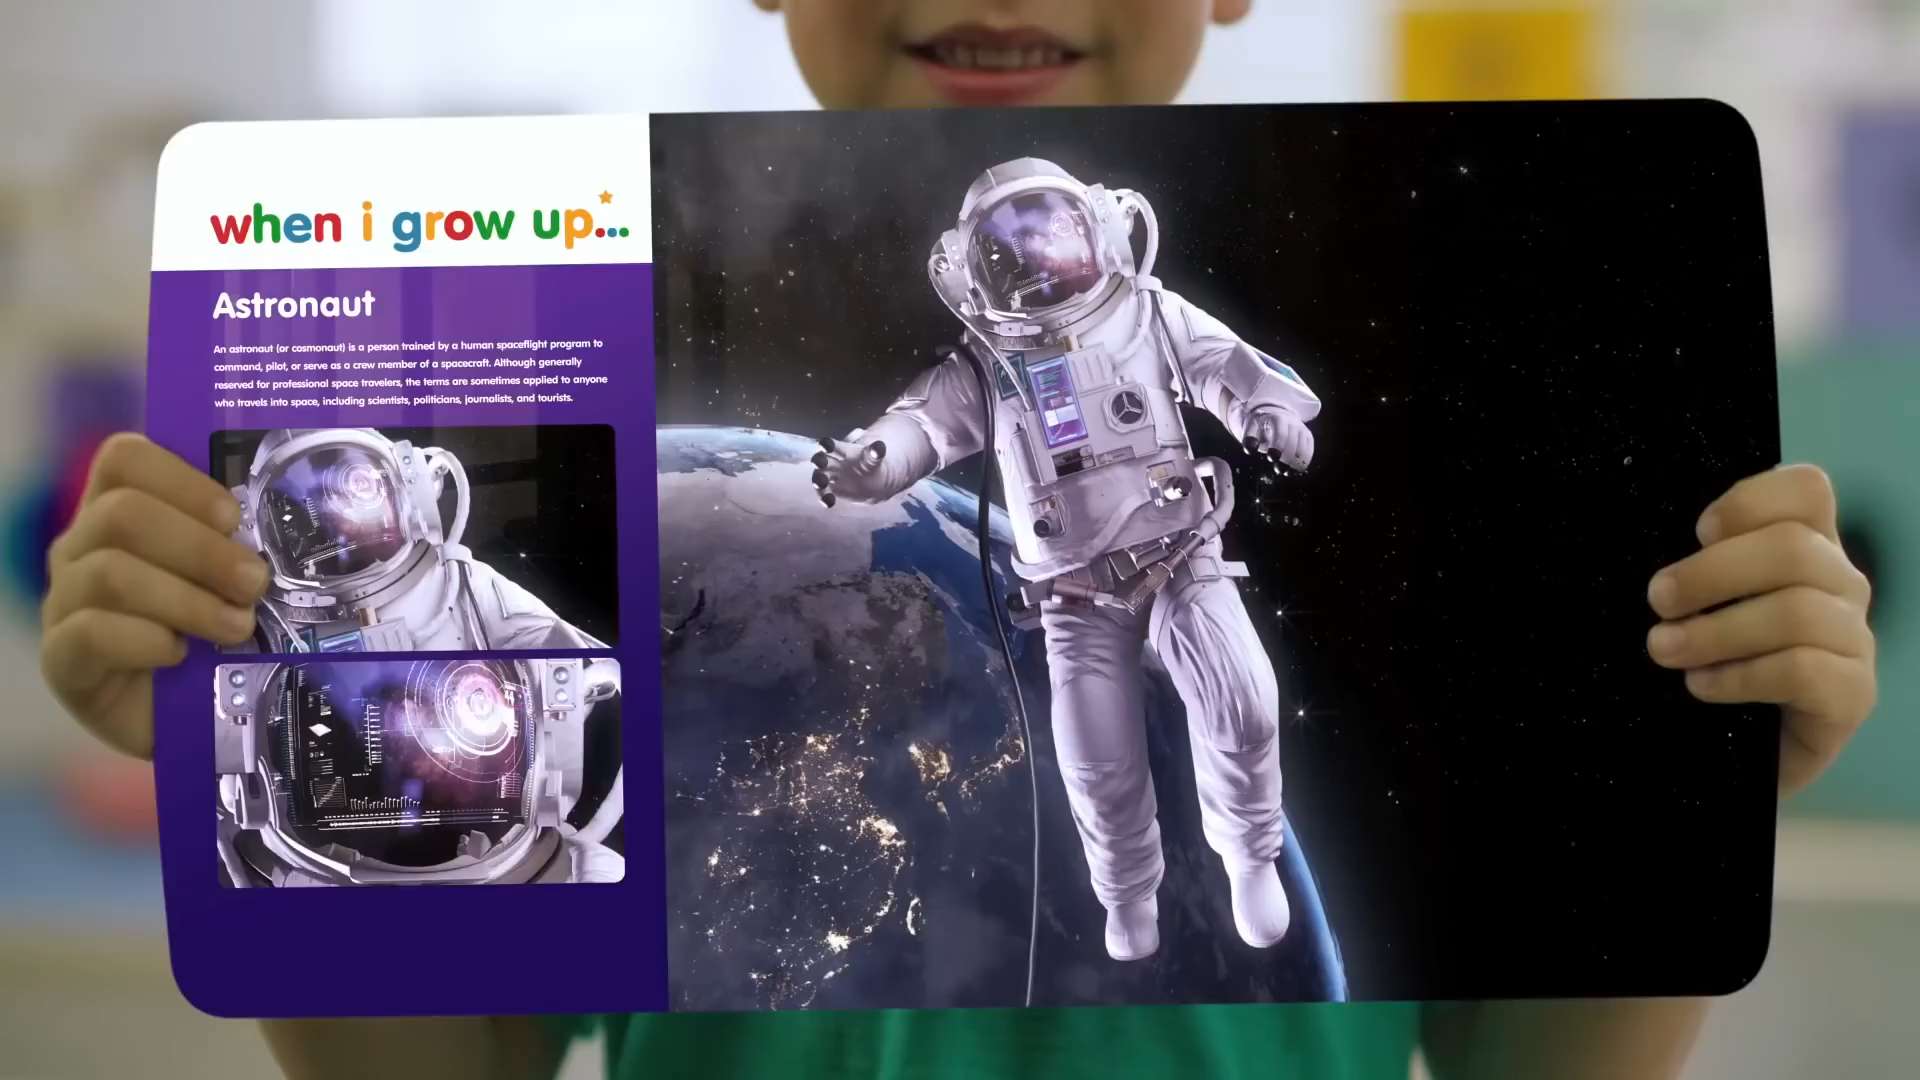 when i grow up...
Astronaut
An astronaut (or cosmonaut) is a person trained by a human spaceflight program to
command, pilot, or serve as a crew member of a spacecraft. Although generally
reserved for professional space travelers, the terms are sometimes applied to anyone
who travels into space, including scientists, politicians, journalists, and tourists.